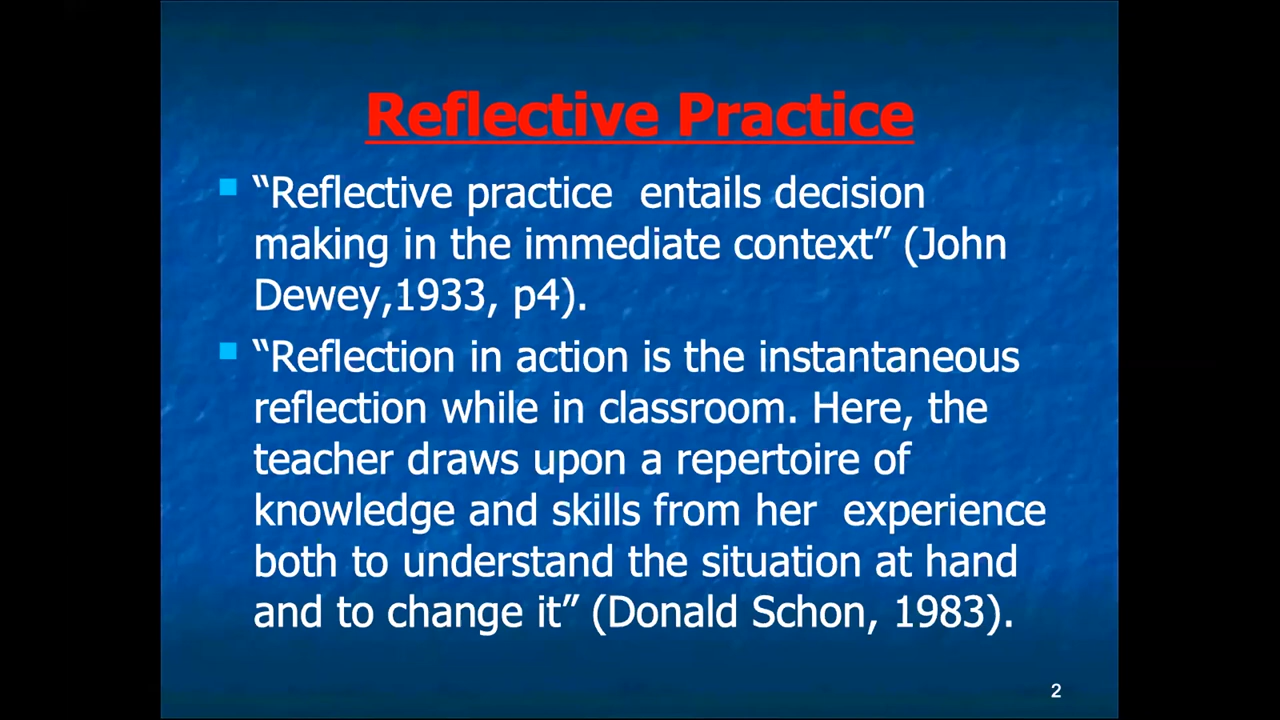 Reflective Practice
“Reflective practice  entails decision
making in the immediate context” (John
Dewey,1933, p4).
“Reflection in action is the instantaneous
reflection while in classroom. Here, the
teacher draws upon a repertoire of
knowledge and skills from her  experience
both to understand the situation at hand
and to change it” (Donald Schon, 1983).
2